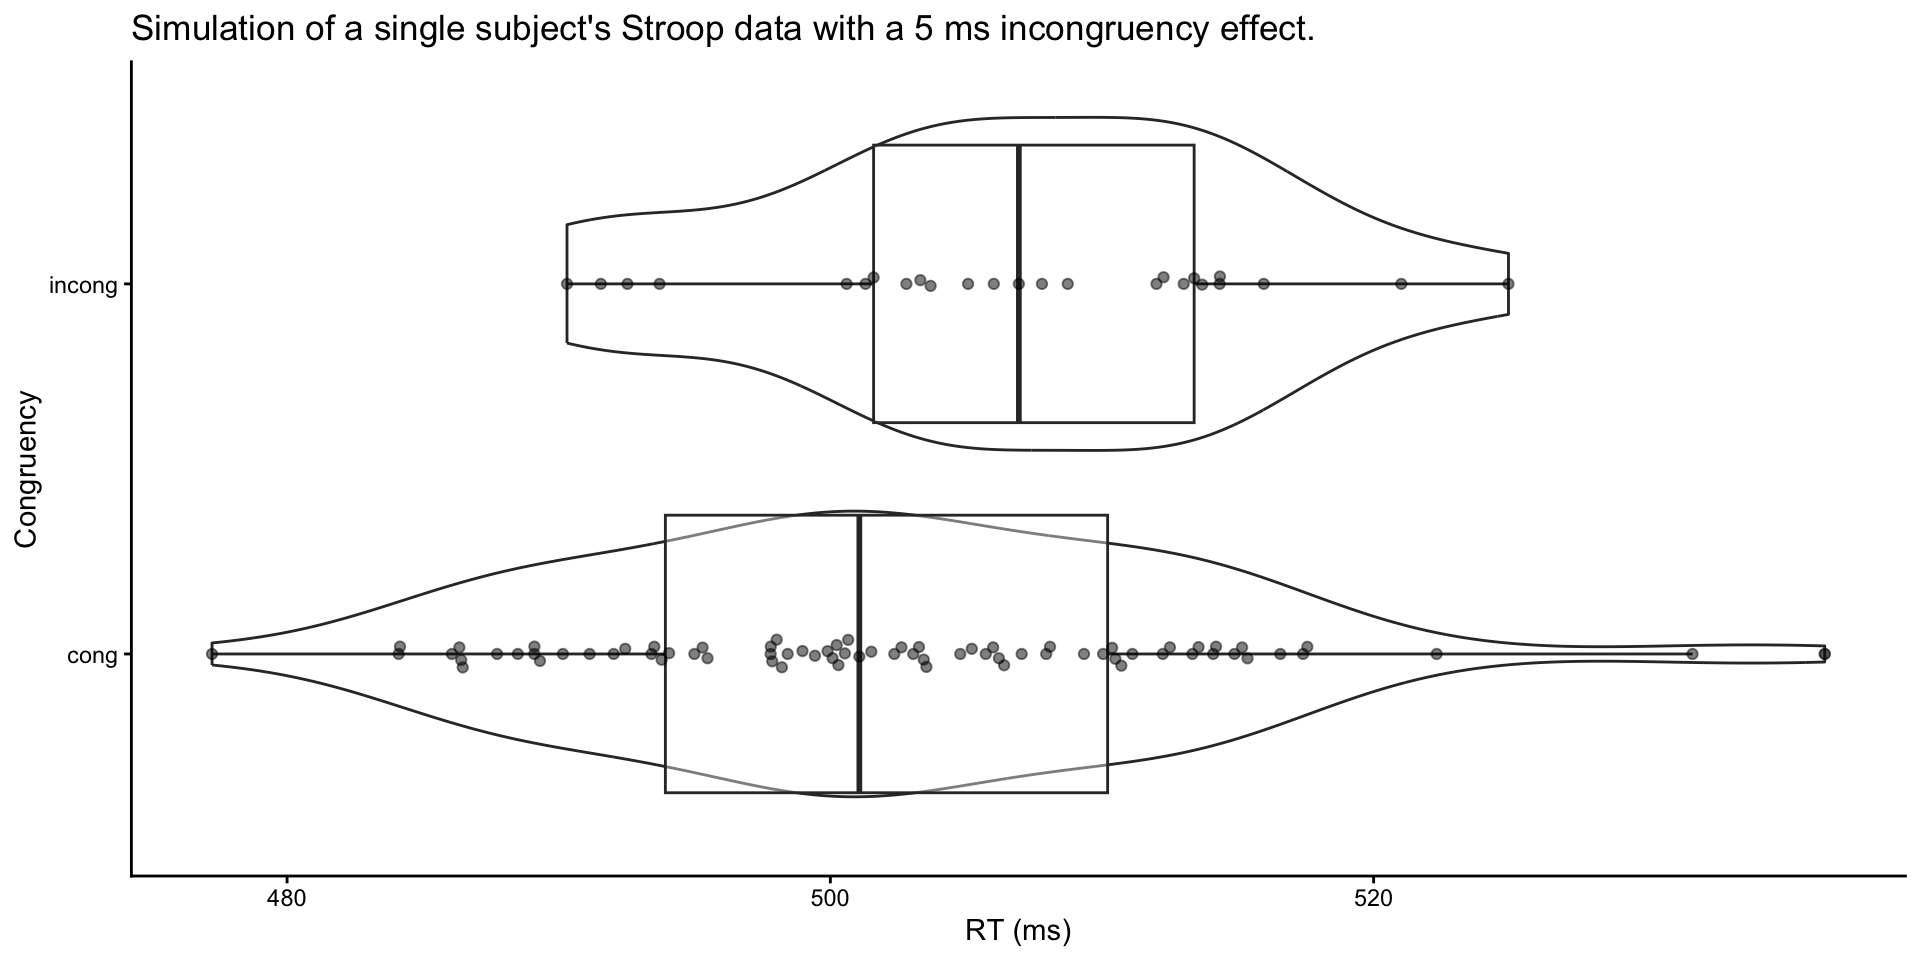 Simulation of a single subject's Stroop data with a 5 ms incongruency effect.
incong
Congruency
cong
480
500
520
RT (ms)